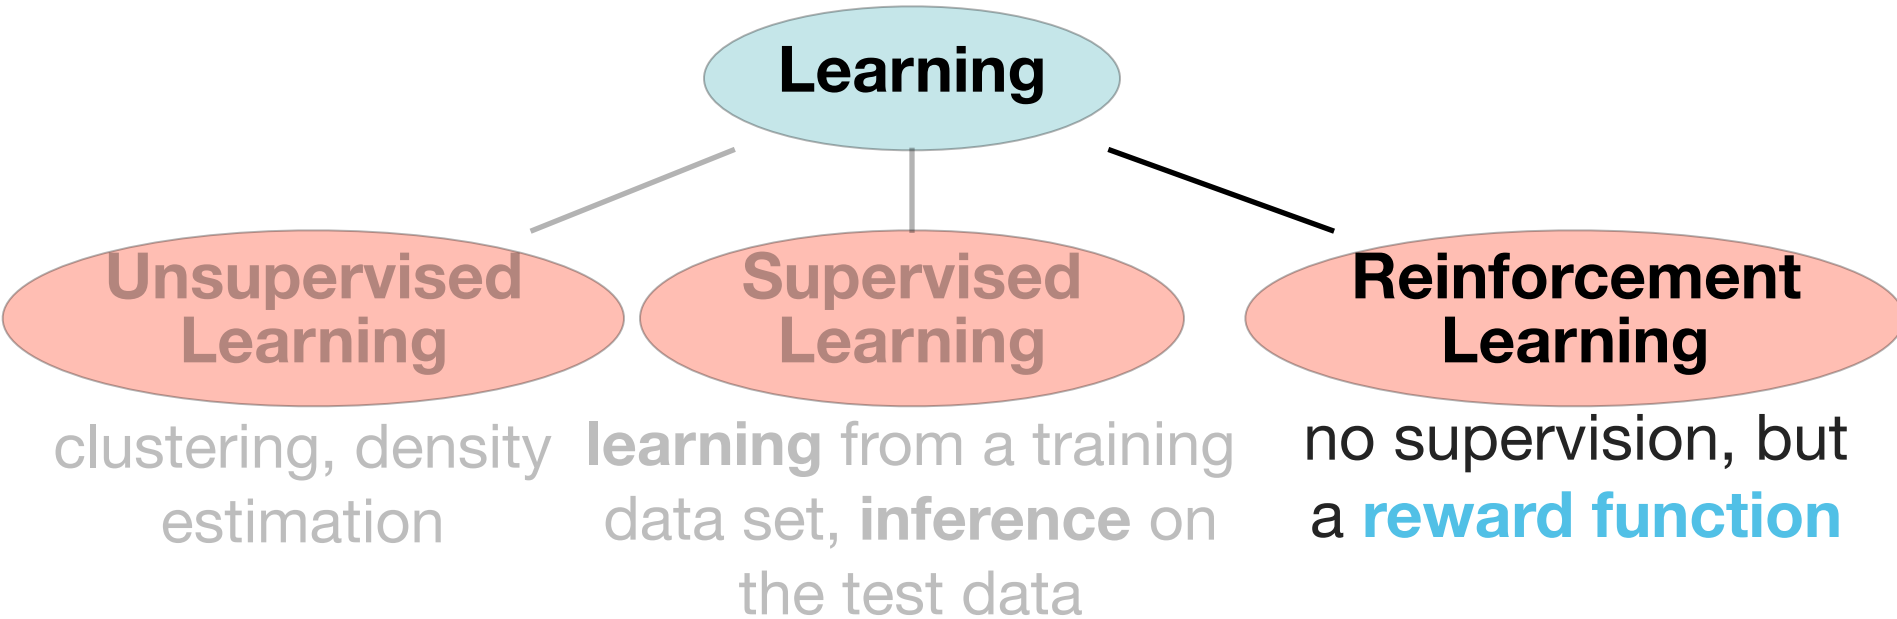 Learning
Unsupervised
Learning
clustering, density
estimation
Supervised
Learning
learning from a training
data set, inference on
the test data
Reinforcement
Learning
no supervision, but
a reward function